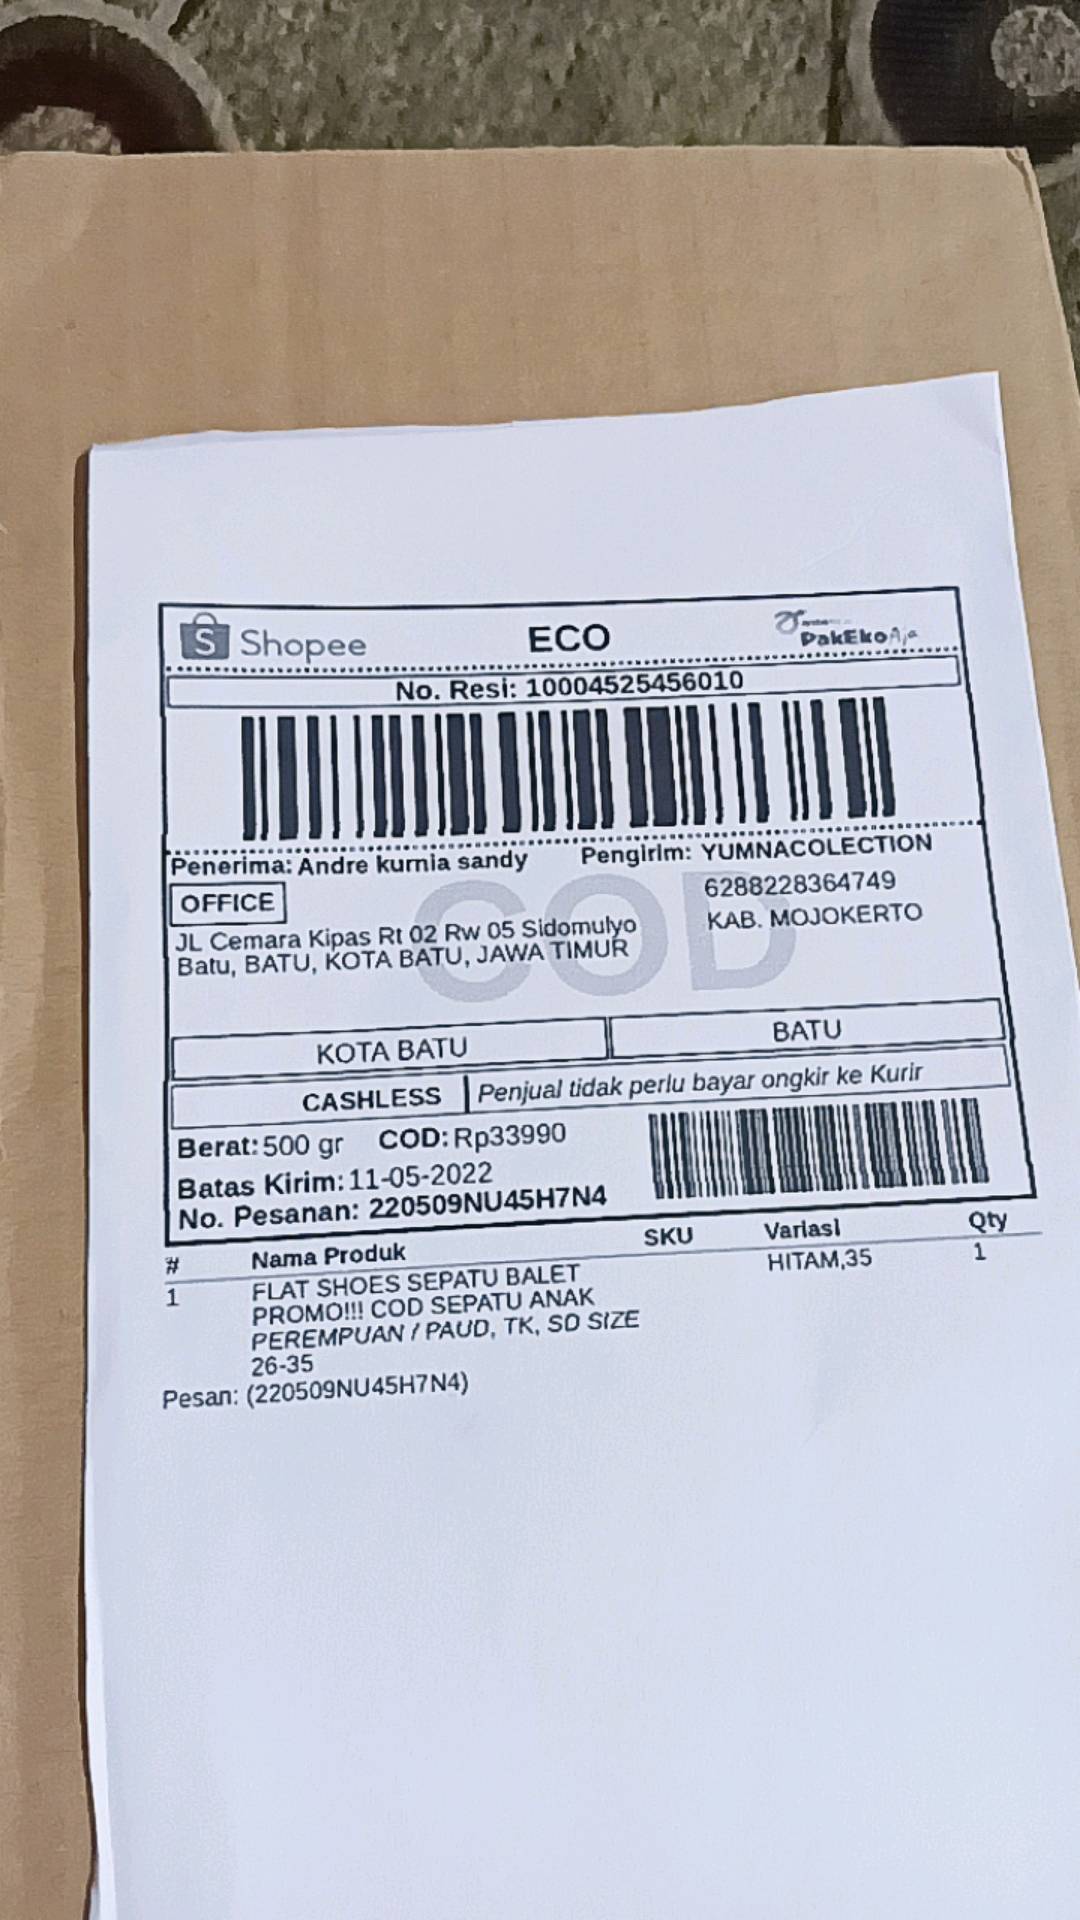 Shopee ECO PakEkoAja
No. Resi: 10004525456010
Penerima: Andre kurnia sandy Pengirim: YUMNACOLECTION
OFFICE 6288228364749
KAB. MOJOKERTO
JL Cemara Kipas Rt 02 Rw 05 Sidomulyo
Batu, BATU, KOTA BATU, JAWA TIMUR
COD
KOTA BATU BATU
CASHLESS Penjual tidak perlu bayar ongkir ke Kurir
Berat: 500 gr COD: Rp33990
Batas Kirim: 11-05-2022
No. Pesanan: 220509NU45H7N4
# Nama Produk SKU Variasi Qty
1 FLAT SHOES SEPATU BALET HITAM,35 1
PROMO!!! COD SEPATU ANAK
PEREMPUAN / PAUD, TK, SD SIZE
26-35
Pesan: (220509NU45H7N4)